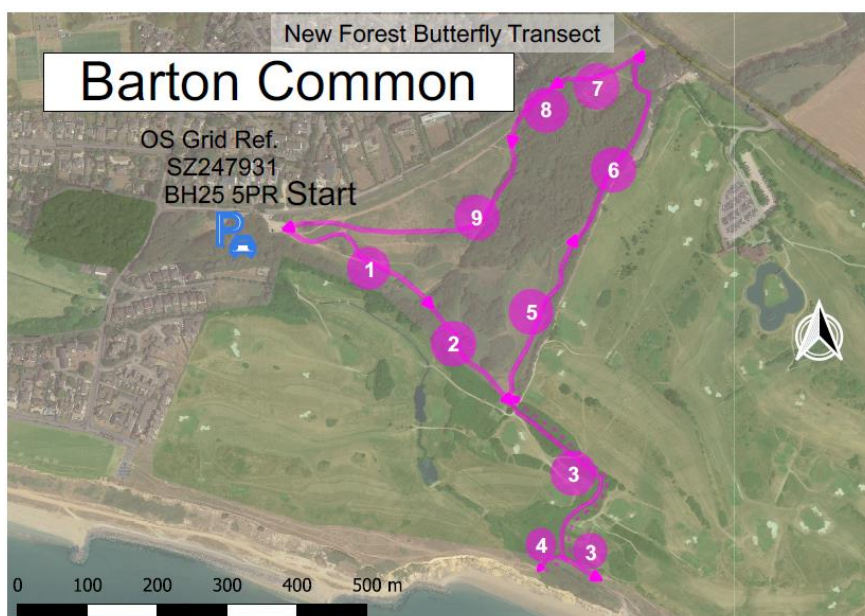 New Forest Butterfly Transect
Barton Common
OS Grid Ref.
SZ247931
BH25 5PR Start
P
1
2
3
4
3
5
6
7
8
9
0 100 200 300 400 500 m